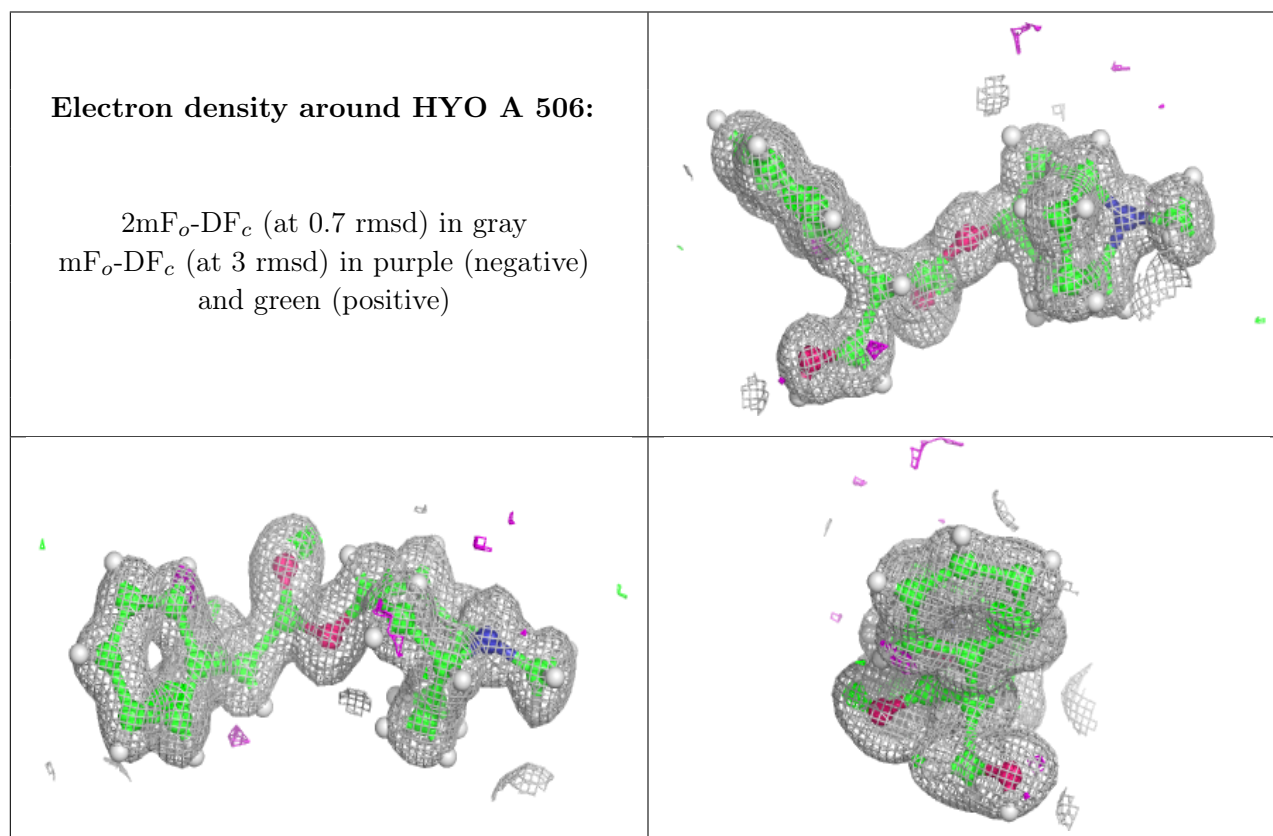 Electron density around HYO A 506:
2mFₒ-DF𝒸 (at 0.7 rmsd) in gray
mFₒ-DF𝒸 (at 3 rmsd) in purple (negative)
and green (positive)